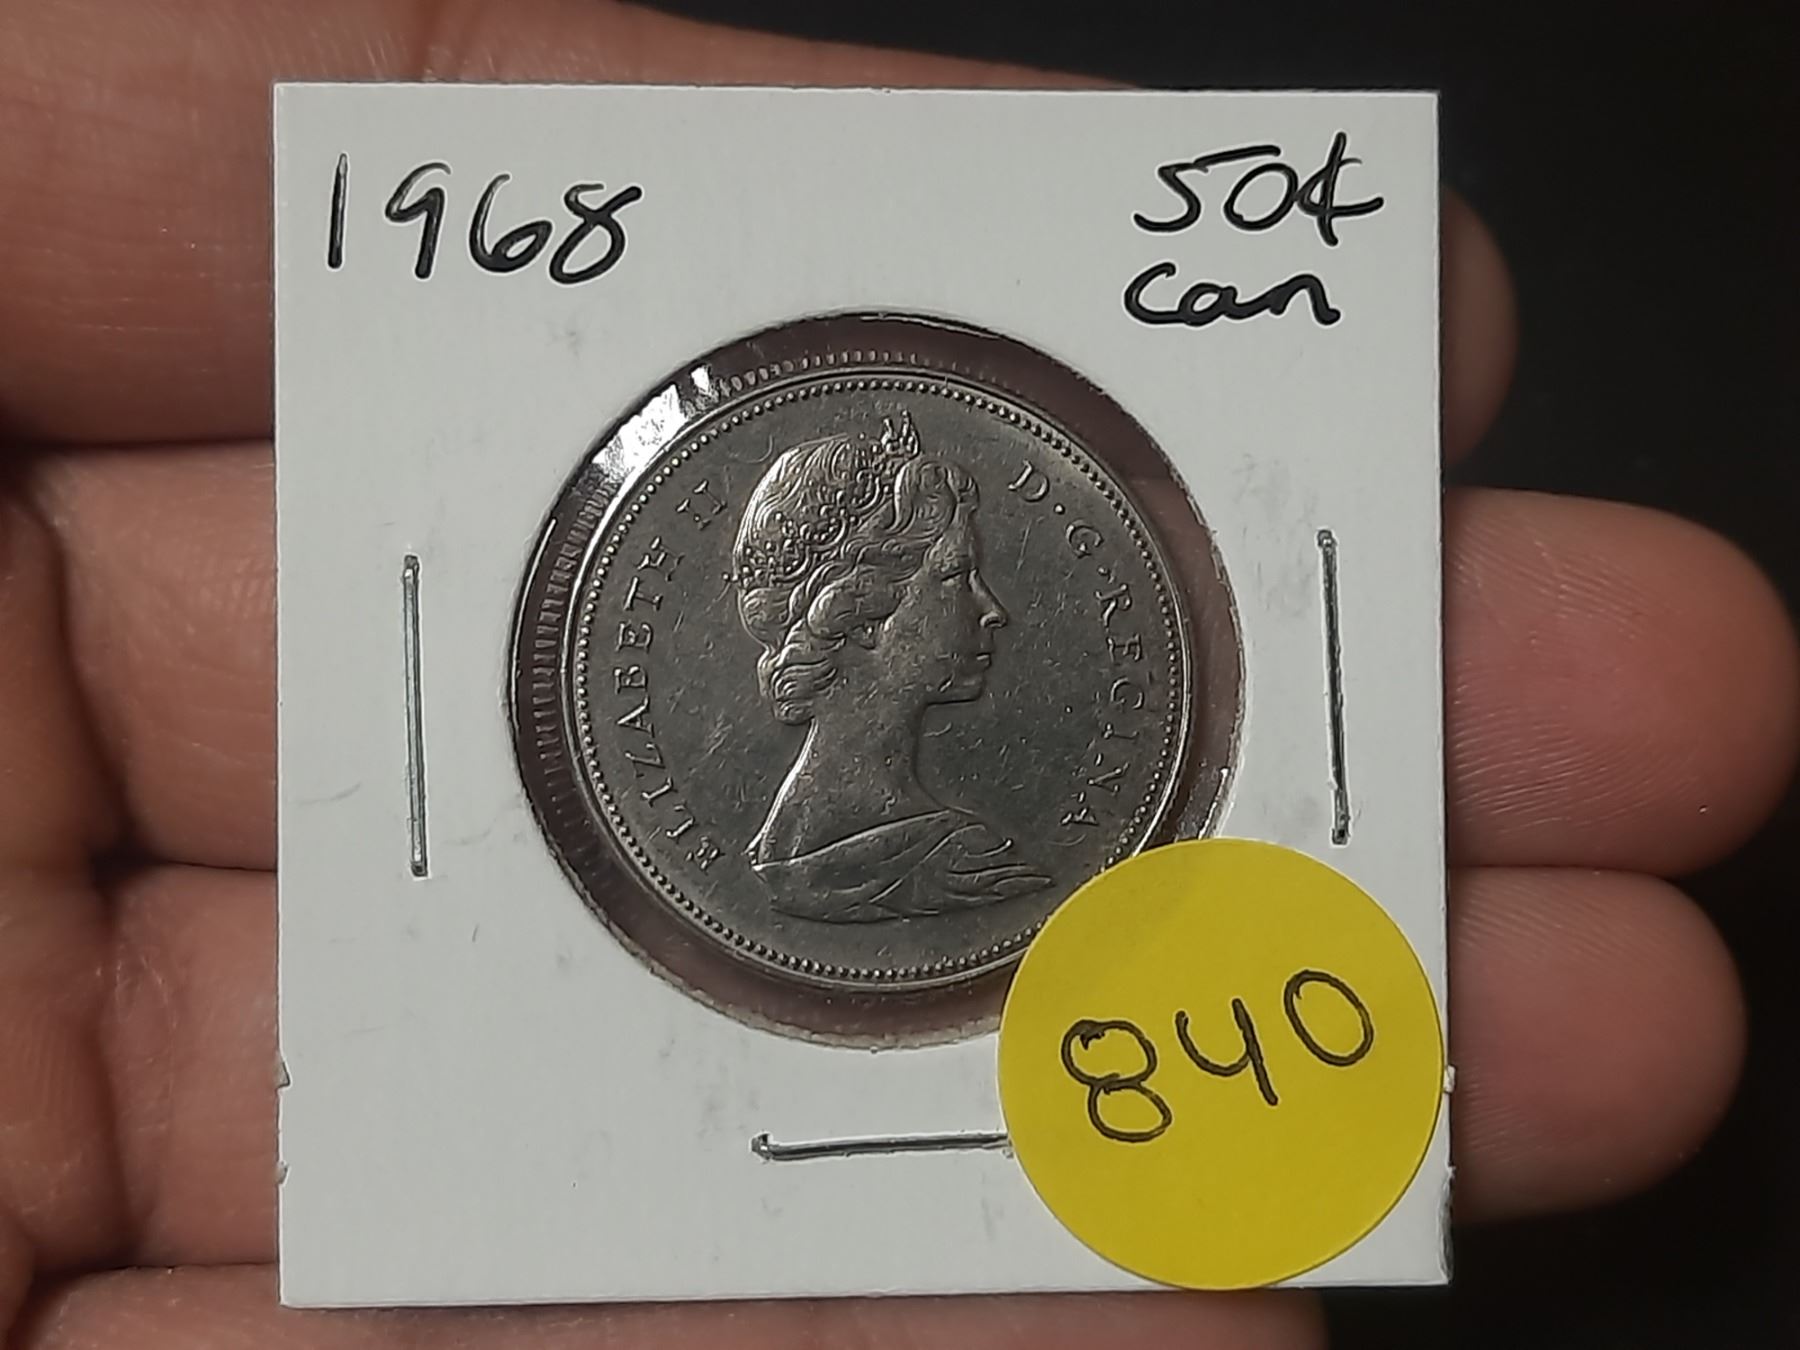 1968
50¢
Can
ELIZABETH II D·G·REGINA
840